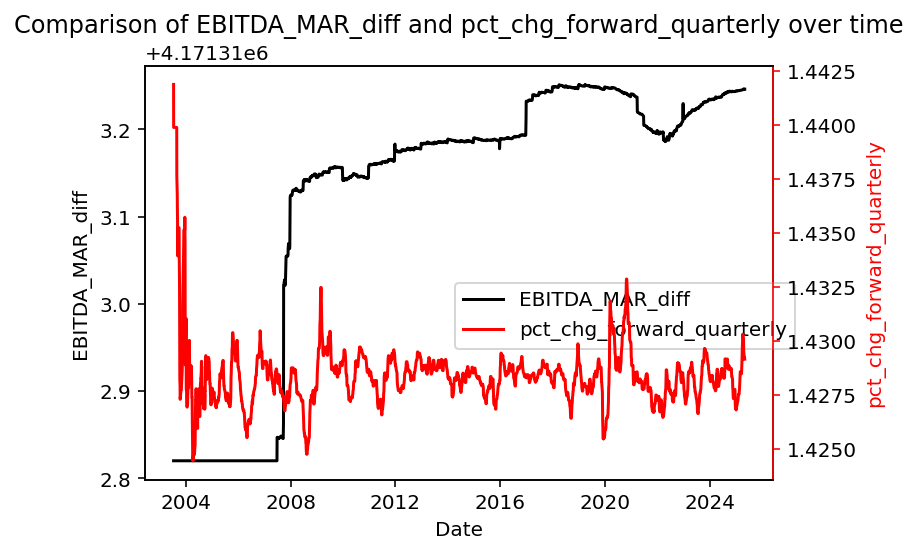 Comparison of EBITDA_MAR_diff and pct_chg_forward_quarterly over time
+4.17131e6
3.2
3.1
3.0
2.9
2.8
EBITDA_MAR_diff
1.4425
1.4400
1.4375
1.4350
1.4325
1.4300
1.4275
1.4250
pct_chg_forward_quarterly
EBITDA_MAR_diff
pct_chg_forward_quarterly
2004 2008 2012 2016 2020 2024
Date